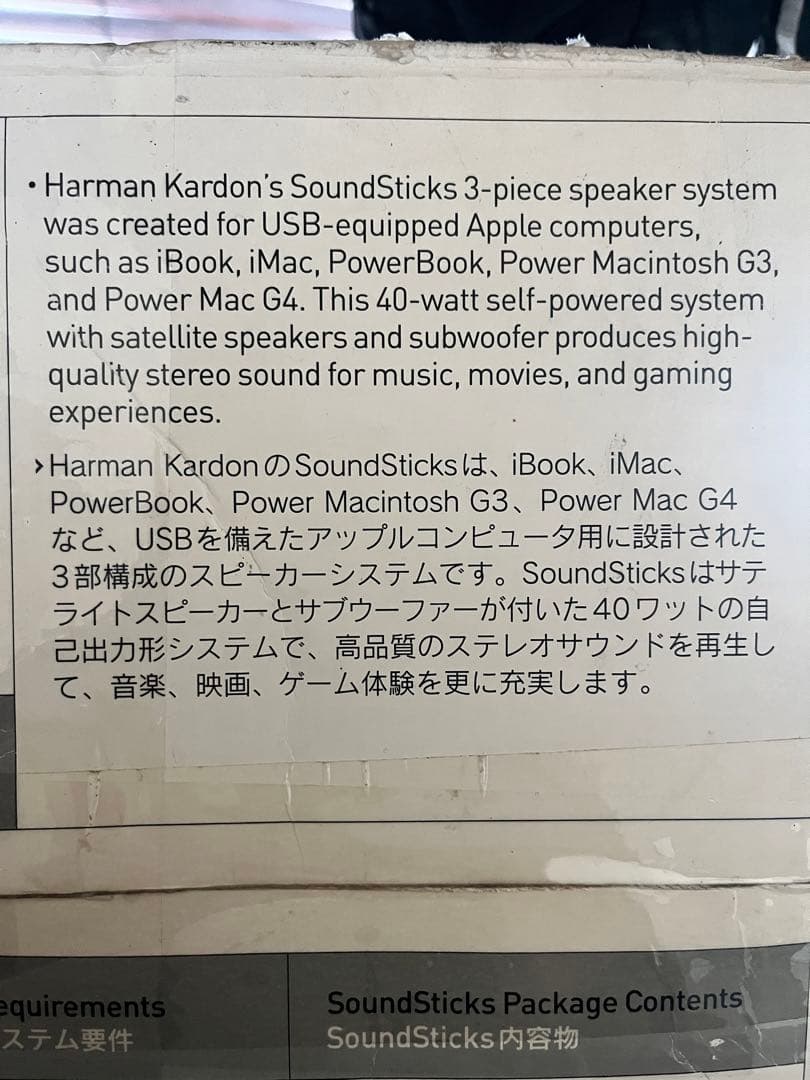 • Harman Kardon's SoundSticks 3-piece speaker system
was created for USB-equipped Apple computers,
such as iBook, iMac, PowerBook, Power Macintosh G3,
and Power Mac G4. This 40-watt self-powered system
with satellite speakers and subwoofer produces high-
quality stereo sound for music, movies, and gaming
experiences.
›Harman KardonのSoundSticksは、iBook、iMac、
PowerBook、Power Macintosh G3、Power Mac G4
など、USBを備えたアップルコンピュータ用に設計された
3部構成のスピーカーシステムです。SoundSticksはサテ
ライトスピーカーとサブウーファーが付いた40ワットの自
己出力形システムで、高品質のステレオサウンドを再生し
て、音楽、映画、ゲーム体験を更に充実します。
equirements
ステム要件
SoundSticks Package Contents
SoundSticks内容物